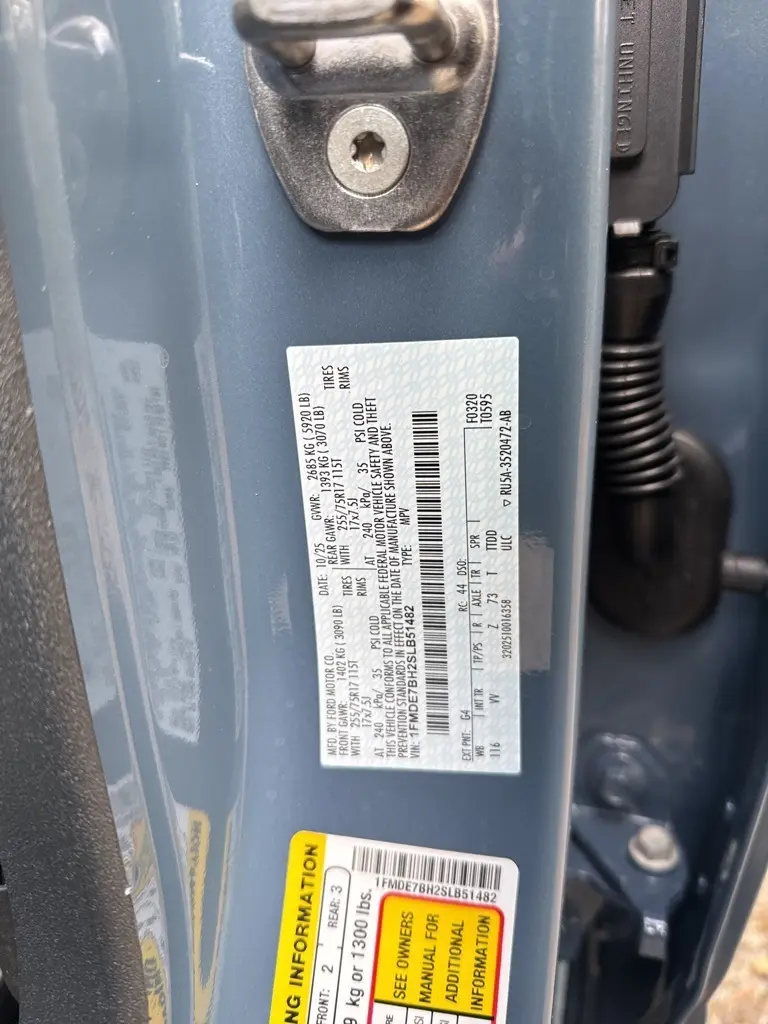 GET UNHINGED
MFD. BY FORD MOTOR CO.
DATE: 10/25
GVWR: 2685 KG ( 5920 LB)
FRONT GAWR: 1402 KG ( 3090 LB)
REAR GAWR: 1393 KG ( 3070 LB)
WITH 255/75R17 115T TIRES
WITH 255/75R17 115T TIRES
17x7.5J RIMS
17x7.5J RIMS
AT 240 kPa/ 35 PSI COLD
AT 240 kPa/ 35 PSI COLD
THIS VEHICLE CONFORMS TO ALL APPLICABLE FEDERAL MOTOR VEHICLE SAFETY AND THEFT
PREVENTION STANDARDS IN EFFECT ON THE DATE OF MANUFACTURE SHOWN ABOVE.
VIN: 1FMDE7BH2SLB51482
TYPE: MPV
EXT PNT: G4 RC: 44 DSO: F0320
WB INT TR TP/PS R AXLE TR SPR T0595
116 VV Z 73 T TTDD
ULC
3202510016358
▽ RU5A-3520472-AB
NG INFORMATION
FRONT: 2 REAR: 3
9 kg or 1300 lbs.
1FMDE7BH2SLB51482
SEE OWNERS
MANUAL FOR
ADDITIONAL
INFORMATION